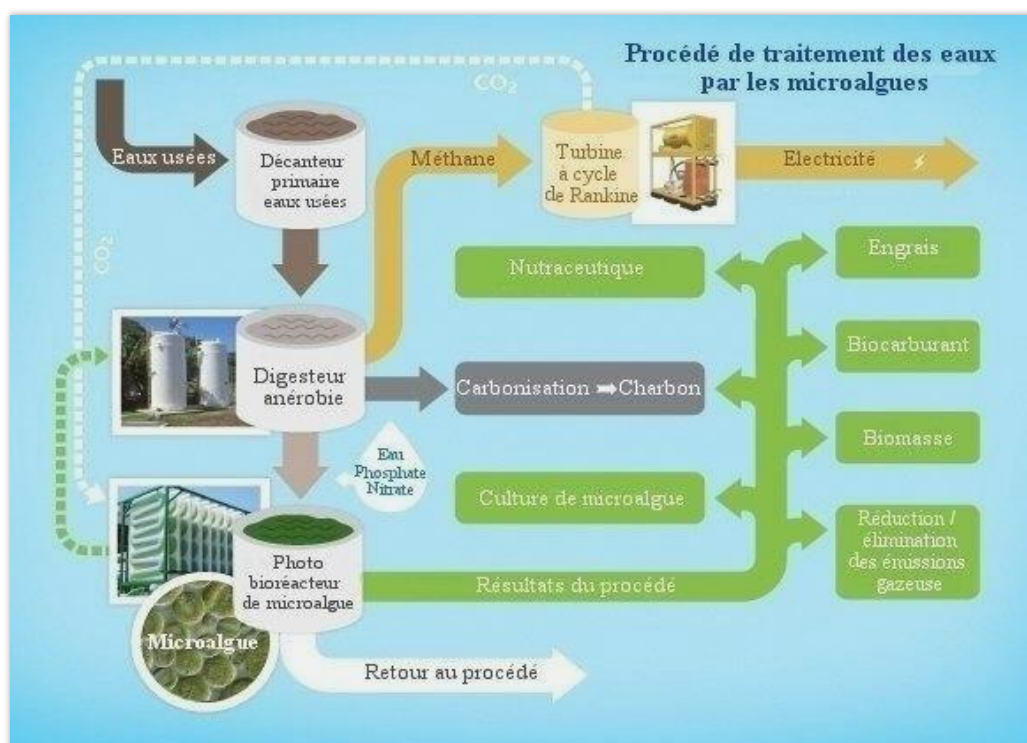 Procédé de traitement des eaux
par les microalgues
CO₂
Eaux usées
Décanteur
primaire
eaux usées
Méthane
Turbine
à cycle
de Rankine
Electricité
CO₂
Nutraceutique
Engrais
Digesteur
anérobie
Carbonisation ➡Charbon
Biocarburant
Eau
Phosphate
Nitrate
Biomasse
Culture de microalgue
Réduction /
élimination
des émissions
gazeuse
Photo
bioréacteur
de microalgue
Résultats du procédé
Microalgue
Retour au procédé